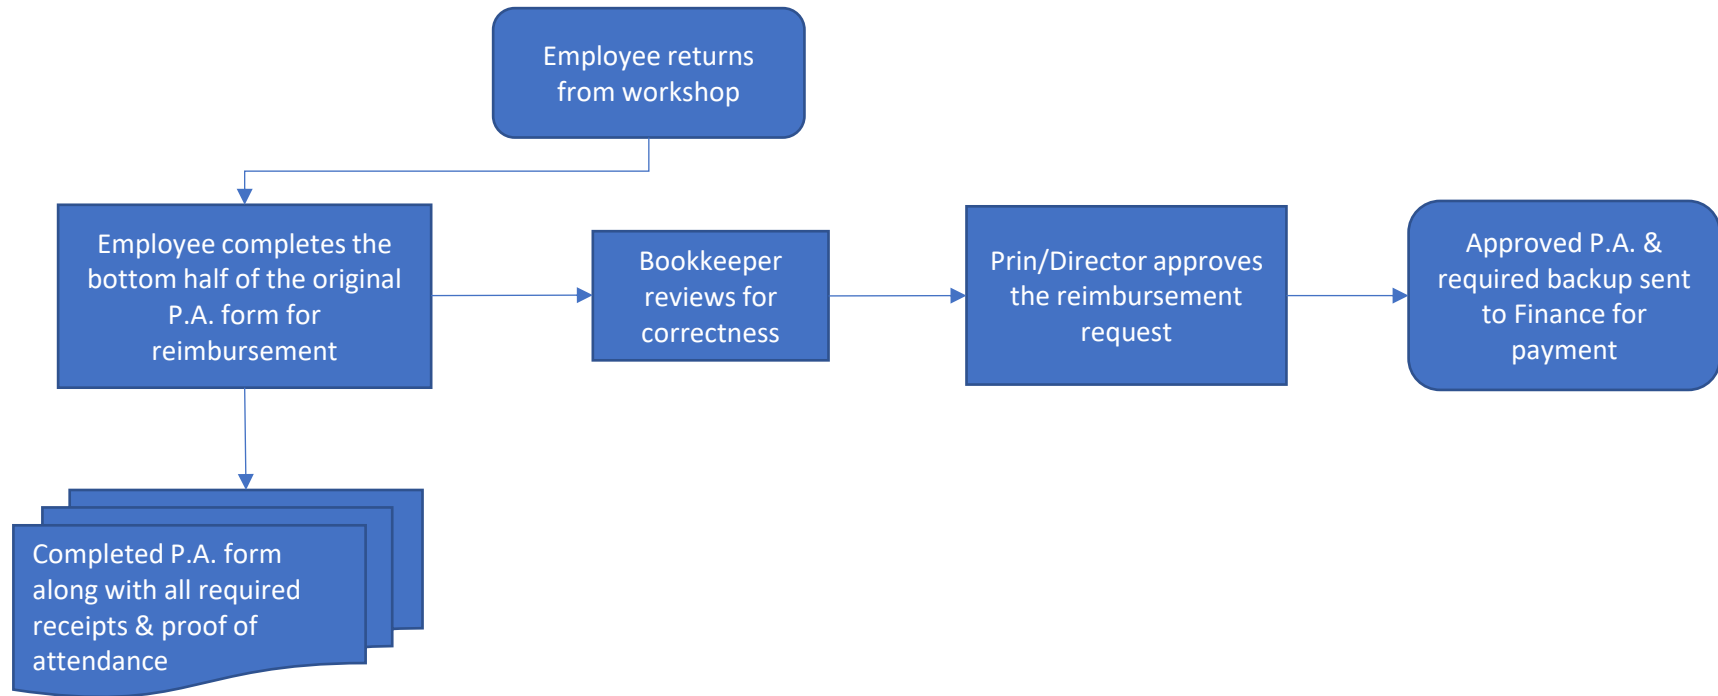 Employee returns
from workshop
Employee completes the
bottom half of the original
P.A. form for
reimbursement
Bookkeeper
reviews for
correctness
Prin/Director approves
the reimbursement
request
Approved P.A. &
required backup sent
to Finance for
payment
Completed P.A. form
along with all required
receipts & proof of
attendance